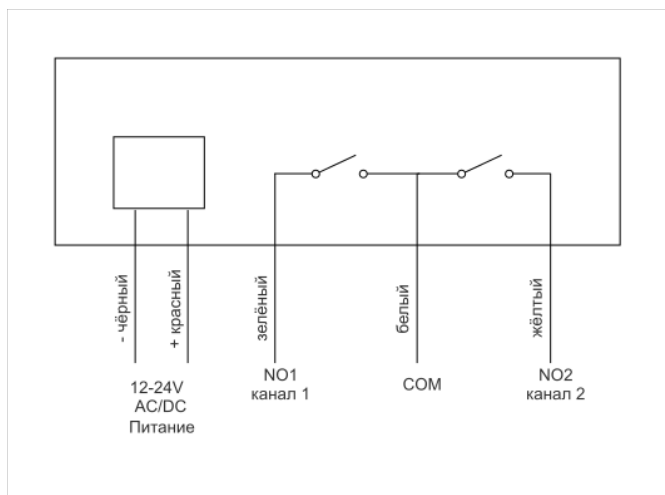 - чёрный
+ красный
зелёный
белый
жёлтый
12-24V
AC/DC
Питание
NO1
канал 1
COM
NO2
канал 2